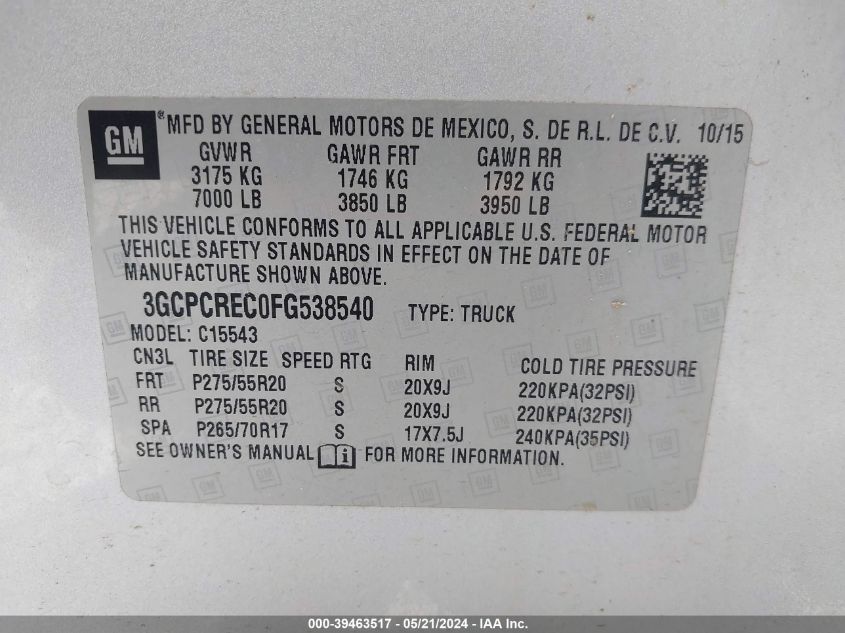 GM ® MFD BY GENERAL MOTORS DE MEXICO, S. DE R.L. DE C.V. 10/15
GVWR GAWR FRT GAWR RR
3175 KG 1746 KG 1792 KG
7000 LB 3850 LB 3950 LB
THIS VEHICLE CONFORMS TO ALL APPLICABLE U.S. FEDERAL MOTOR
VEHICLE SAFETY STANDARDS IN EFFECT ON THE DATE OF
MANUFACTURE SHOWN ABOVE.
3GCPCREC0FG538540 TYPE: TRUCK
MODEL: C15543
CN3L TIRE SIZE SPEED RTG RIM COLD TIRE PRESSURE
FRT P275/55R20 S 20X9J 220KPA(32PSI)
RR P275/55R20 S 20X9J 220KPA(32PSI)
SPA P265/70R17 S 17X7.5J 240KPA(35PSI)
SEE OWNER'S MANUAL FOR MORE INFORMATION.
000-39463517 - 05/21/2024 - IAA Inc.